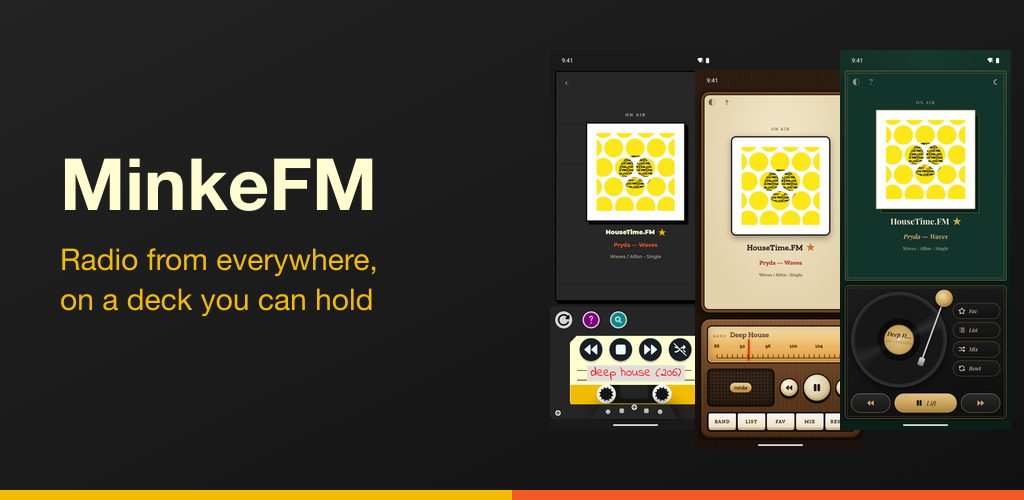 MinkeFM
Radio from everywhere,
on a deck you can hold
9:41
?
ON AIR
HouseTime.FM
Pryda — Waves
Waves / Alfon - Single
?
deep house (206)
9:41
?
ON AIR
HouseTime.FM
Pryda — Waves
Waves / Alfon - Single
BAND Deep House
88 92 96 100 104
minke
BAND LIST FAV MIX RES
9:41
?
ON AIR
HouseTime.FM
Pryda — Waves
Waves · Alfon - Single
Deep H...
Fav
List
Mix
Reset
Lift